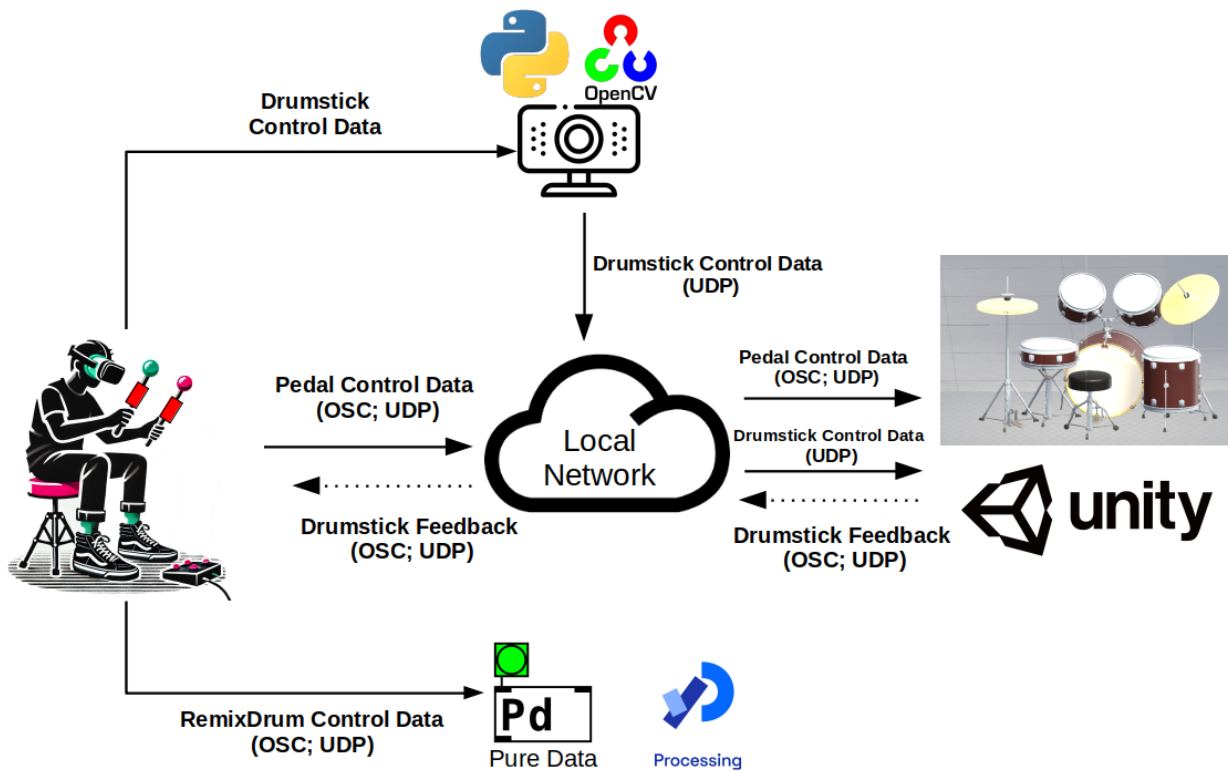 OpenCV
Drumstick
Control Data
Drumstick Control Data
(UDP)
Pedal Control Data
(OSC; UDP)
Local
Network
Pedal Control Data
(OSC; UDP)
Drumstick Control Data
(UDP)
Drumstick Feedback
(OSC; UDP)
Drumstick Feedback
(OSC; UDP)
unity
RemixDrum Control Data
(OSC; UDP)
Pd
Pure Data
Processing